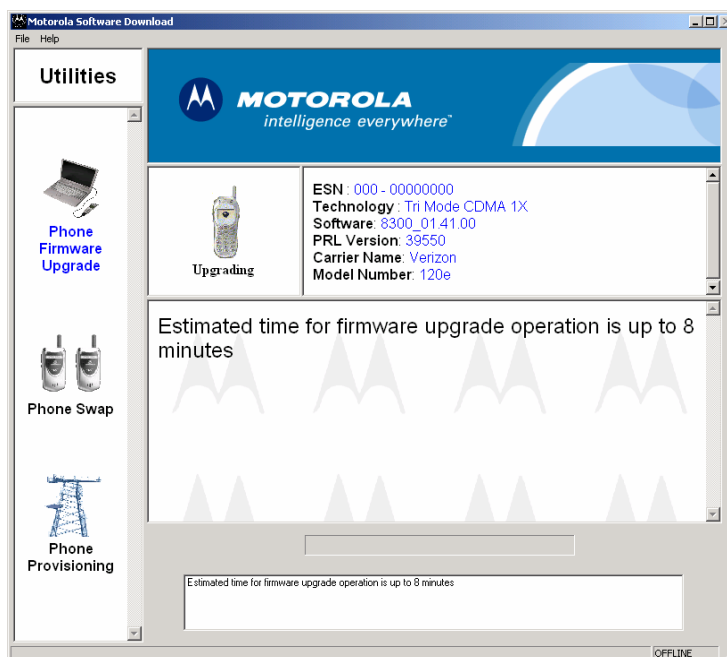 Motorola Software Download
File Help
Utilities
MOTOROLA
intelligence everywhere™
Phone
Firmware
Upgrade
Upgrading
ESN : 000 - 00000000
Technology : Tri Mode CDMA 1X
Software: 8300_01.41.00
PRL Version: 39550
Carrier Name: Verizon
Model Number: 120e
Estimated time for firmware upgrade operation is up to 8
minutes
Phone Swap
Phone
Provisioning
Estimated time for firmware upgrade operation is up to 8 minutes
OFFLINE